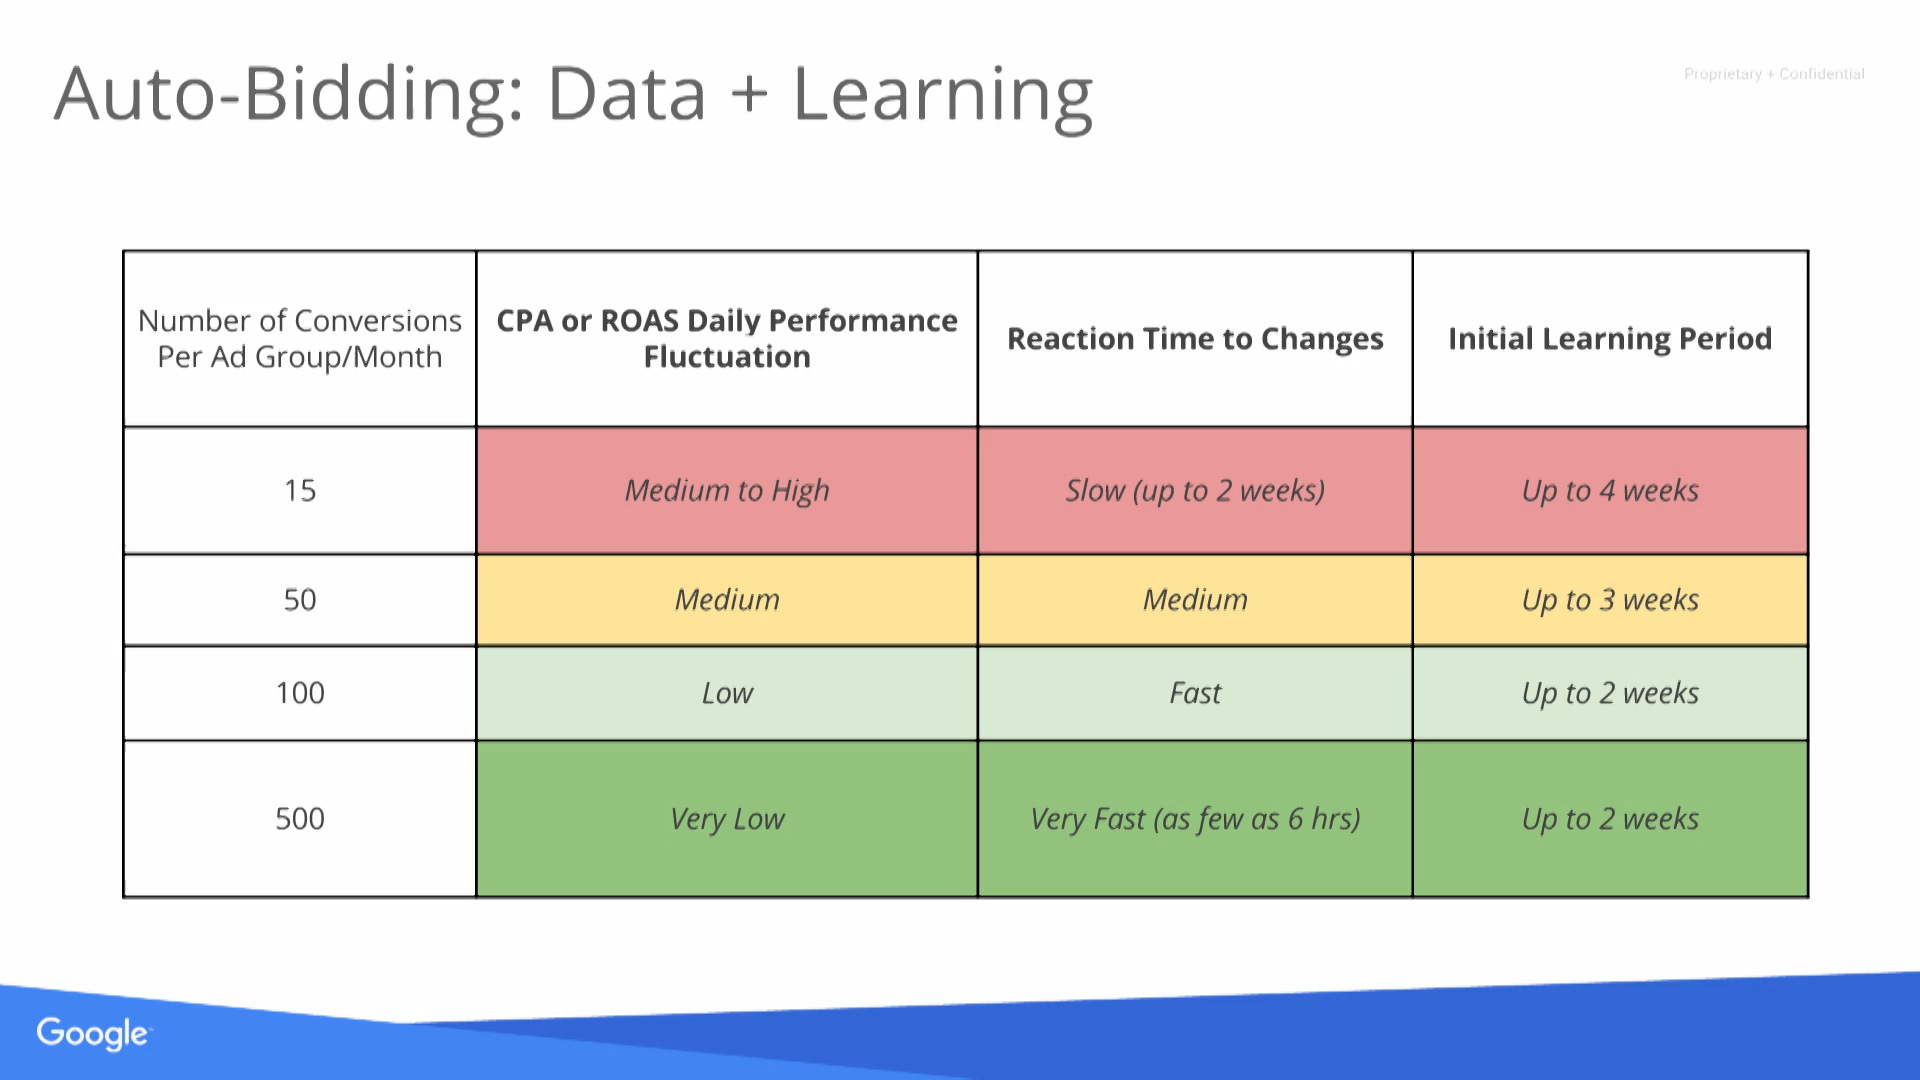 Auto-Bidding: Data + Learning
Proprietary + Confidential
Number of Conversions
Per Ad Group/Month
CPA or ROAS Daily Performance
Fluctuation
Reaction Time to Changes
Initial Learning Period
15
Medium to High
Slow (up to 2 weeks)
Up to 4 weeks
50
Medium
Medium
Up to 3 weeks
100
Low
Fast
Up to 2 weeks
500
Very Low
Very Fast (as few as 6 hrs)
Up to 2 weeks
Google